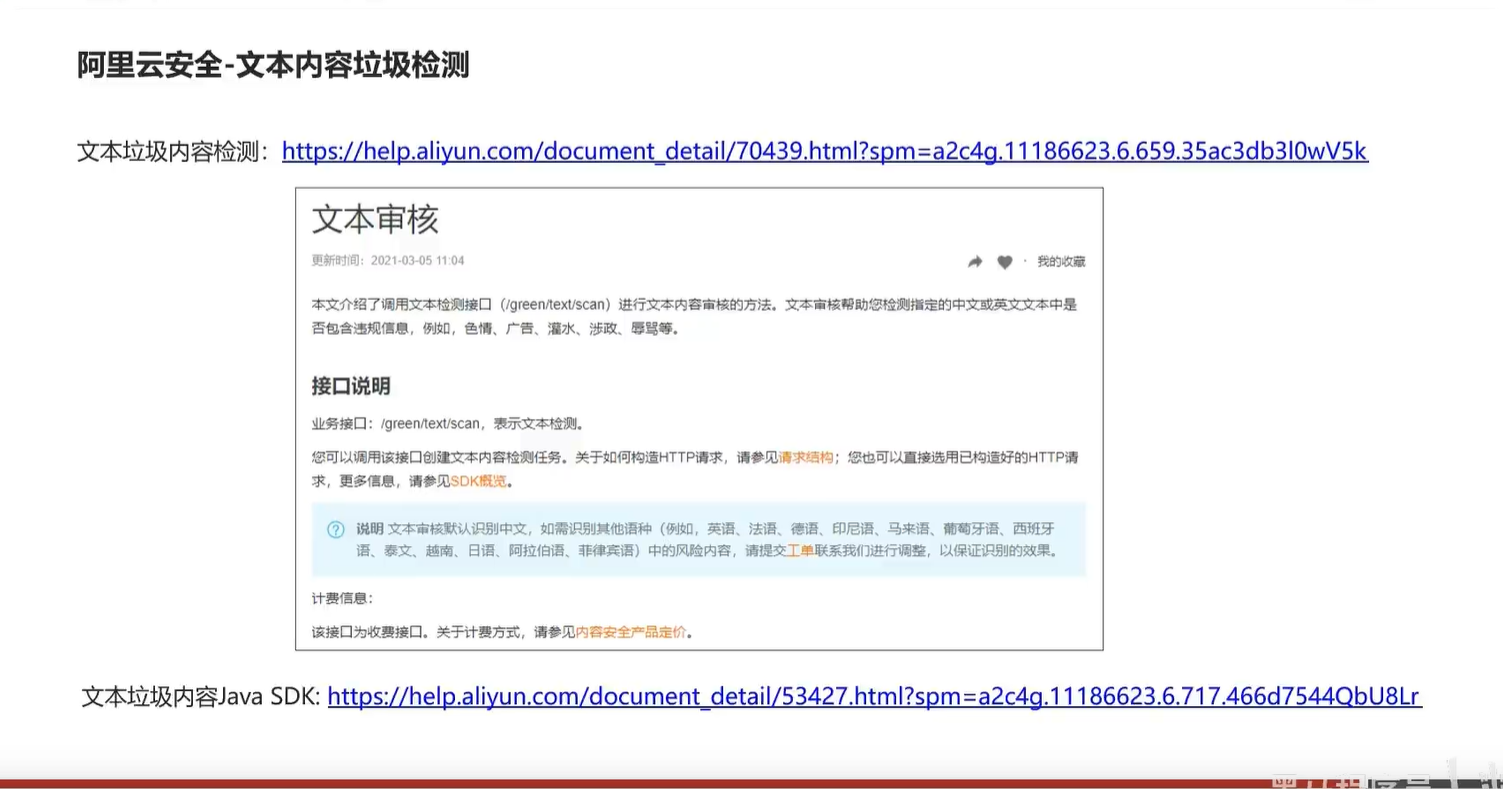 阿里云安全-文本内容垃圾检测
文本垃圾内容检测：https://help.aliyun.com/document_detail/70439.html?spm=a2c4g.11186623.6.659.35ac3db3l0wV5k
文本审核
更新时间：2021-03-05 11:04
· 我的收藏
本文介绍了调用文本检测接口（/green/text/scan）进行文本内容审核的方法。文本审核帮助您检测指定的中文或英文文本中是
否包含违规信息，例如，色情、广告、灌水、涉政、辱骂等。
接口说明
业务接口：/green/text/scan，表示文本检测。
您可以调用该接口创建文本内容检测任务。关于如何构造HTTP请求，请参见请求结构；您也可以直接选用已构造好的HTTP请
求，更多信息，请参见SDK概览。
说明 文本审核默认识别中文，如需识别其他语种（例如，英语、法语、德语、印尼语、马来语、葡萄牙语、西班牙
语、泰文、越南、日语、阿拉伯语、菲律宾语）中的风险内容，请提交工单联系我们进行调整，以保证识别的效果。
计费信息：
该接口为收费接口。关于计费方式，请参见内容安全产品定价。
文本垃圾内容Java SDK: https://help.aliyun.com/document_detail/53427.html?spm=a2c4g.11186623.6.717.466d7544QbU8Lr